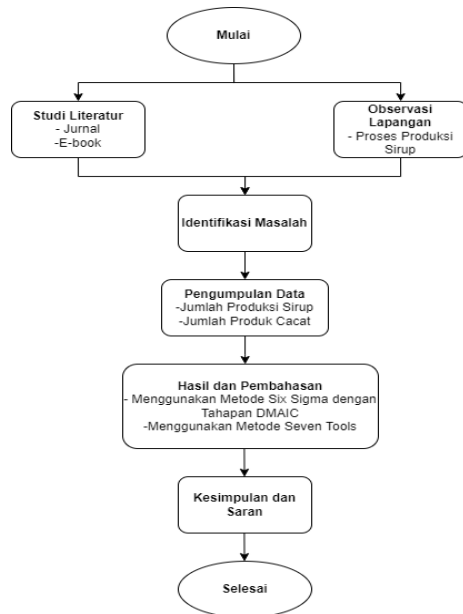 Mulai
Studi Literatur
- Jurnal
-E-book
Observasi
Lapangan
- Proses Produksi
Sirup
Identifikasi Masalah
Pengumpulan Data
-Jumlah Produksi Sirup
-Jumlah Produk Cacat
Hasil dan Pembahasan
- Menggunakan Metode Six Sigma dengan
Tahapan DMAIC
-Menggunakan Metode Seven Tools
Kesimpulan dan
Saran
Selesai